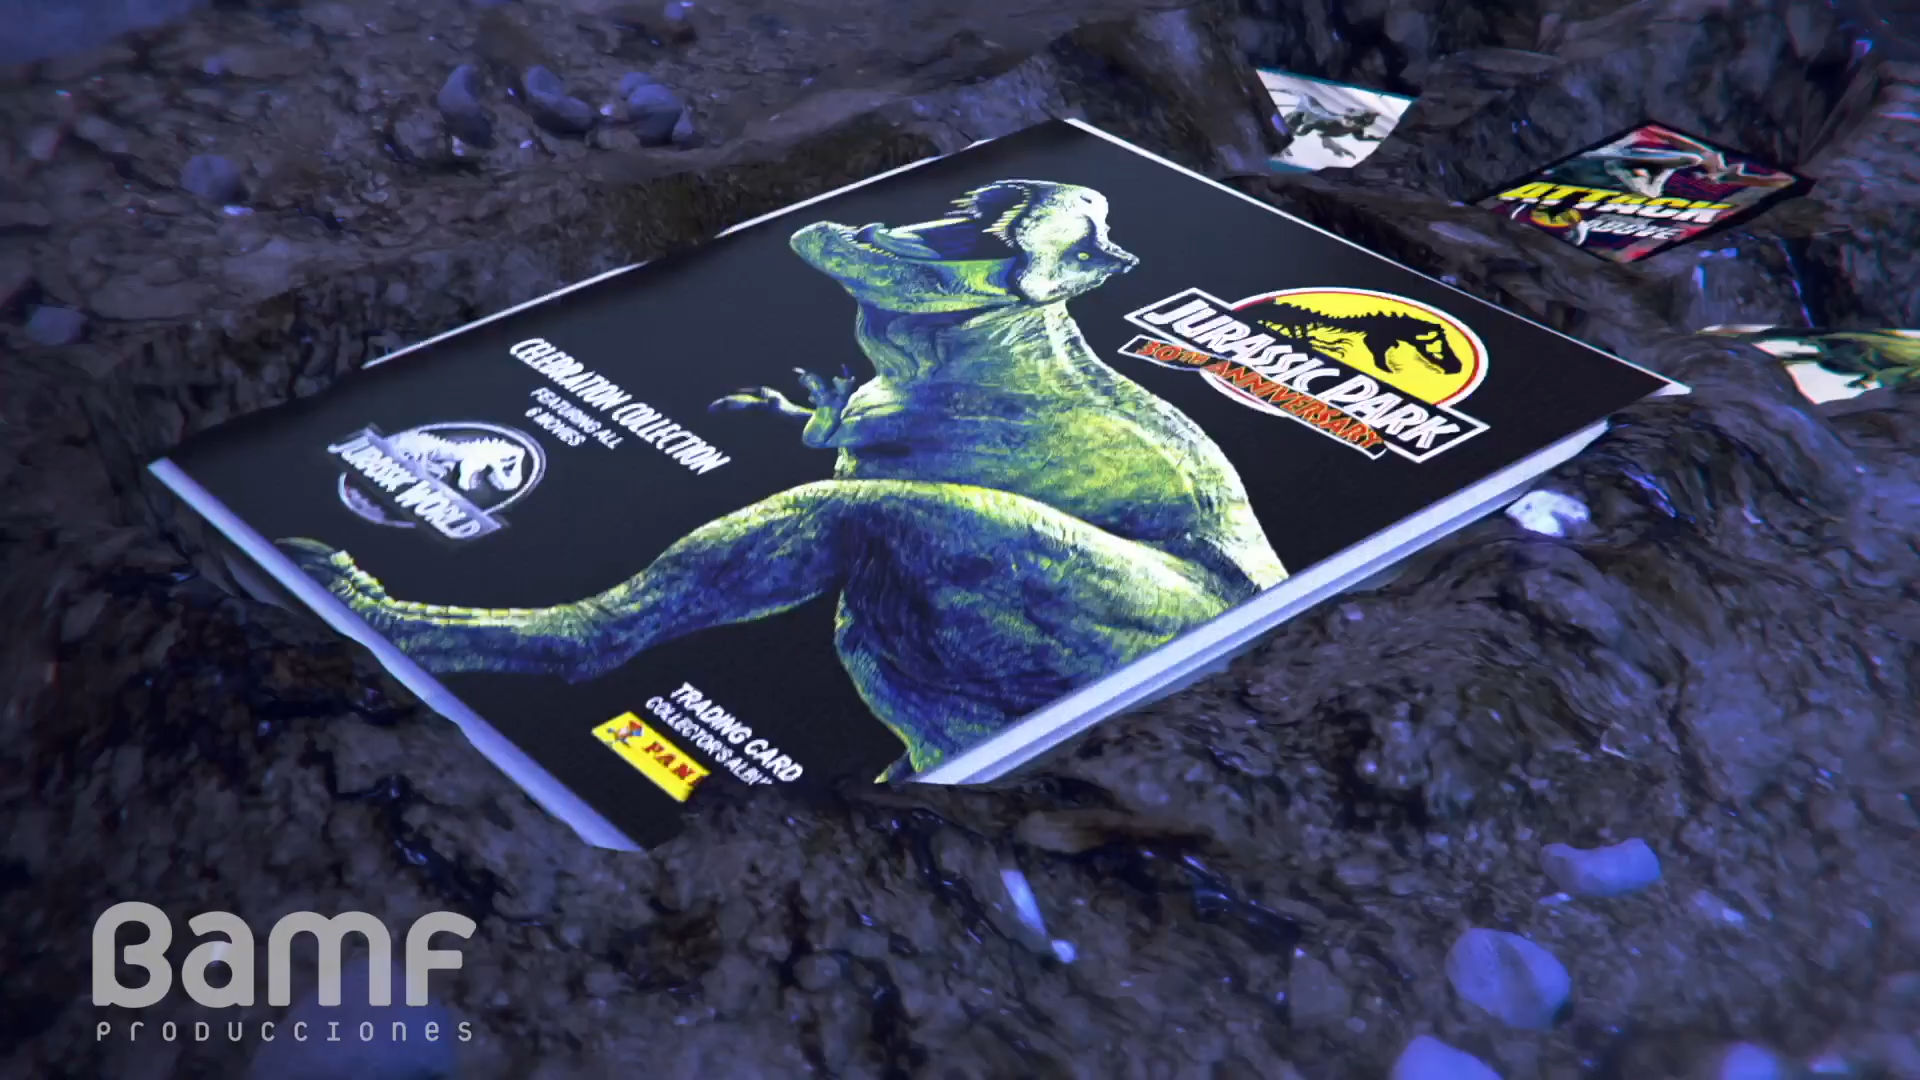 JURASSIC PARK
30TH ANNIVERSARY
CELEBRATION COLLECTION
FEATURING ALL
6 MOVIES
JURASSIC WORLD
TRADING CARD
COLLECTOR'S ALBUM
PANINI
ATTACK
MODE
Bamf
Producciones